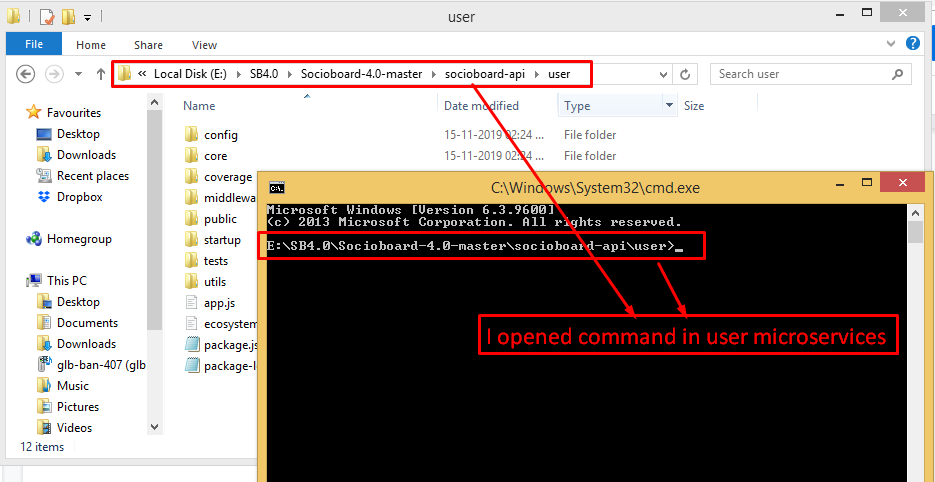 user
File Home Share View
« Local Disk (E:) SB4.0 Socioboard-4.0-master socioboard-api user
Search user
Favourites
Desktop
Downloads
Recent places
Dropbox
Homegroup
This PC
Desktop
Documents
Downloads
glb-ban-407 (glb
Music
Pictures
Videos
12 items
Name Date modified Type Size
config 15-11-2019 02:24 ... File folder
core 15-11-2019 02:24 ... File folder
coverage
middlewa
public
startup
tests
utils
app.js
ecosystem
package.js
package-l
C:\Windows\System32\cmd.exe
Microsoft Windows [Version 6.3.9600]
(c) 2013 Microsoft Corporation. All rights reserved.
E:\SB4.0\Socioboard-4.0-master\socioboard-api\user>_
I opened command in user microservices